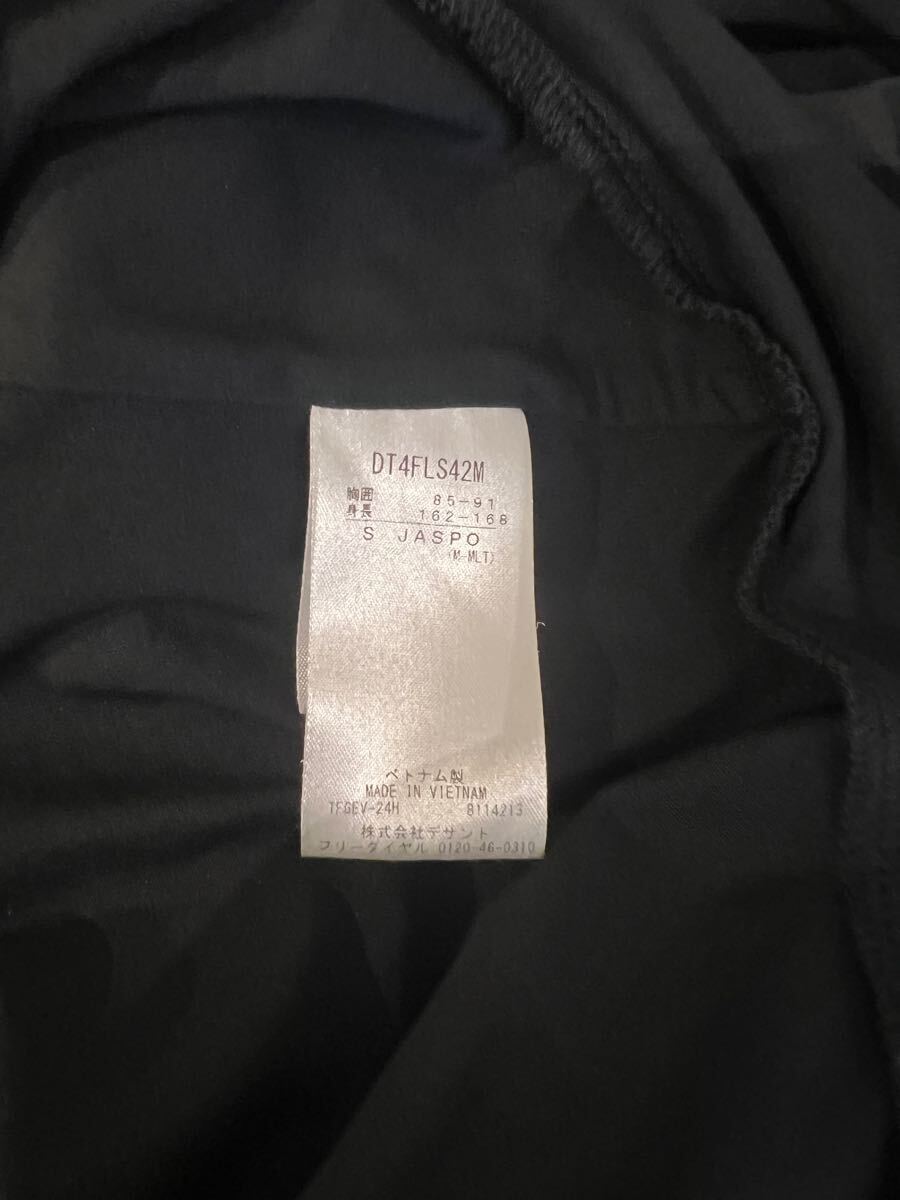 DT4FLS42M
胸囲 85-91
身長 162-168
S JASPO
(M-MLT)
ベトナム製
MADE IN VIETNAM
TFGEV-24H 8114213
株式会社デサント
フリーダイヤル 0120-46-0310